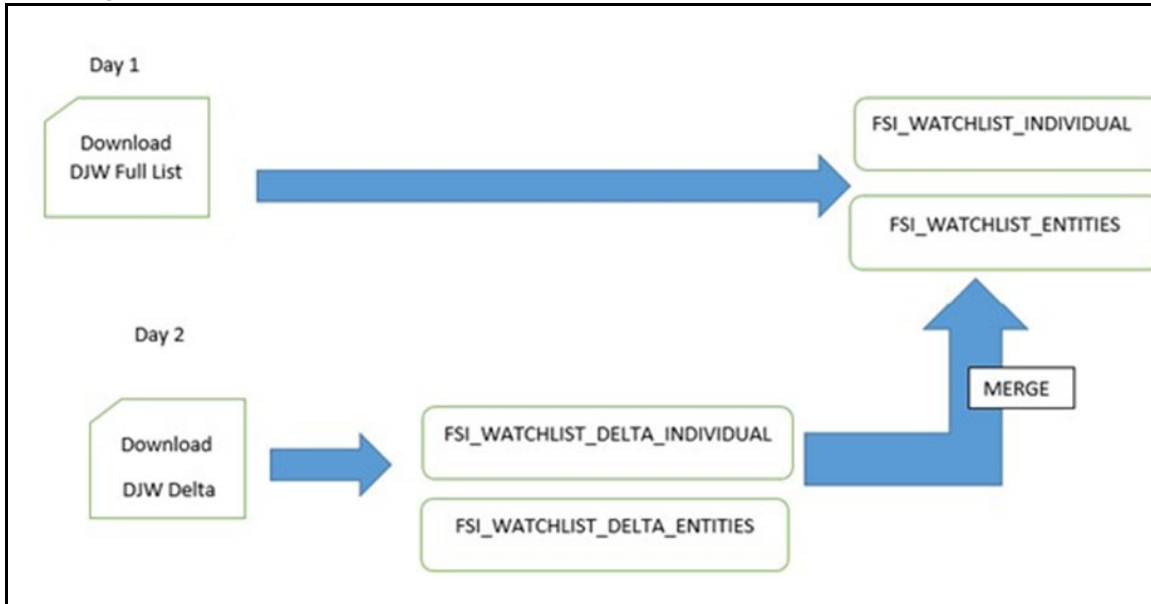 Day 1
Download
DJW Full List
FSI_WATCHLIST_INDIVIDUAL
FSI_WATCHLIST_ENTITIES
Day 2
MERGE
Download
DJW Delta
FSI_WATCHLIST_DELTA_INDIVIDUAL
FSI_WATCHLIST_DELTA_ENTITIES